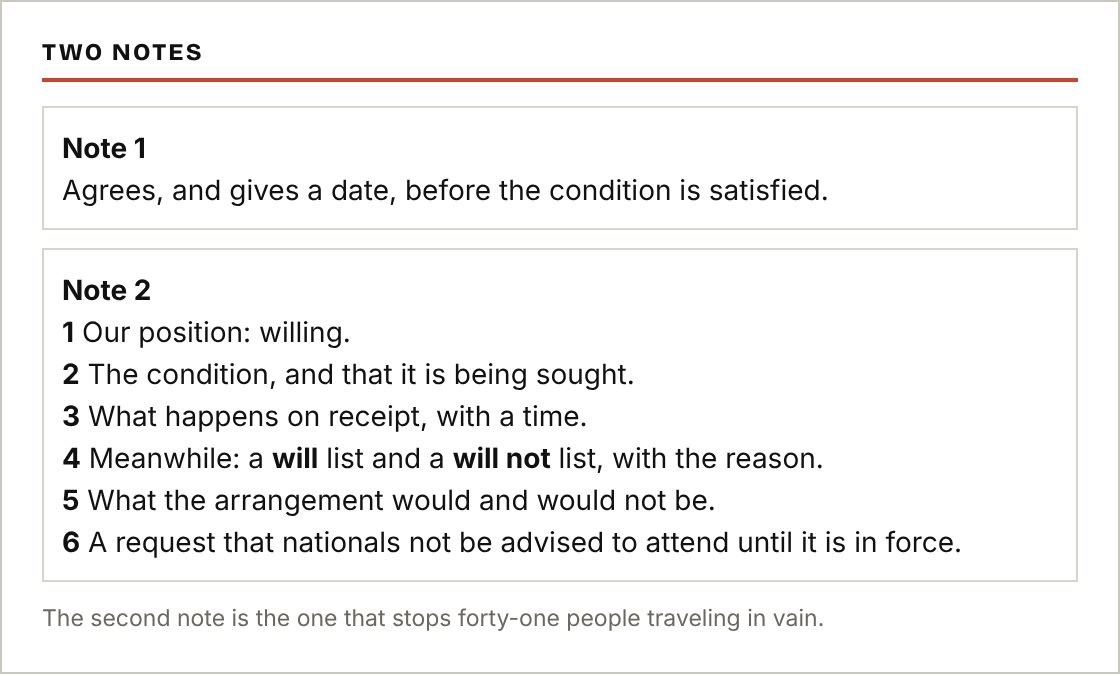 TWO NOTES
Note 1
Agrees, and gives a date, before the condition is satisfied.
Note 2
1 Our position: willing.
2 The condition, and that it is being sought.
3 What happens on receipt, with a time.
4 Meanwhile: a will list and a will not list, with the reason.
5 What the arrangement would and would not be.
6 A request that nationals not be advised to attend until it is in force.
The second note is the one that stops forty-one people traveling in vain.